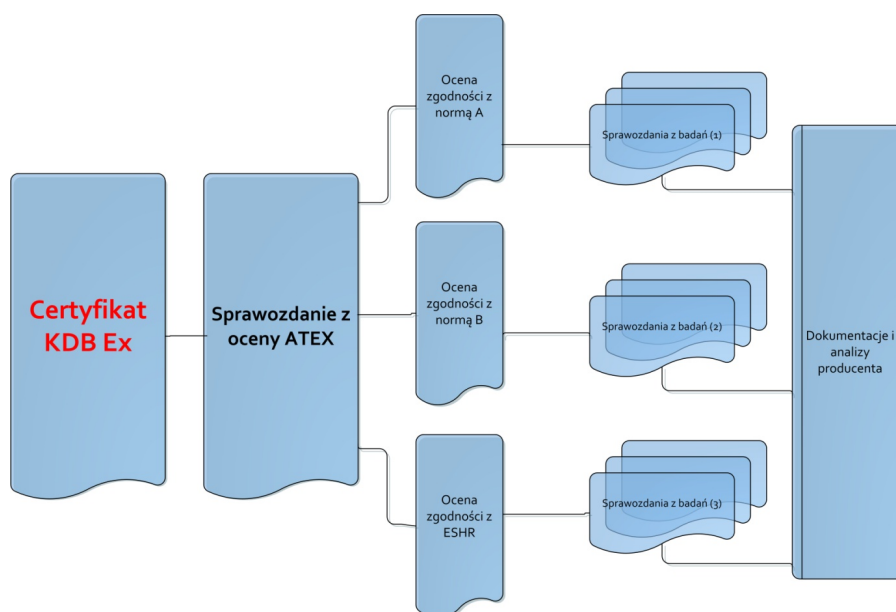 Certyfikat
KDB Ex
Sprawozdanie z
oceny ATEX
Ocena
zgodności z
normą A
Ocena
zgodności z
normą B
Ocena
zgodności z
ESHR
Sprawozdania z badań (1)
Sprawozdania z badań (2)
Sprawozdania z badań (3)
Dokumentacje i
analizy
producenta